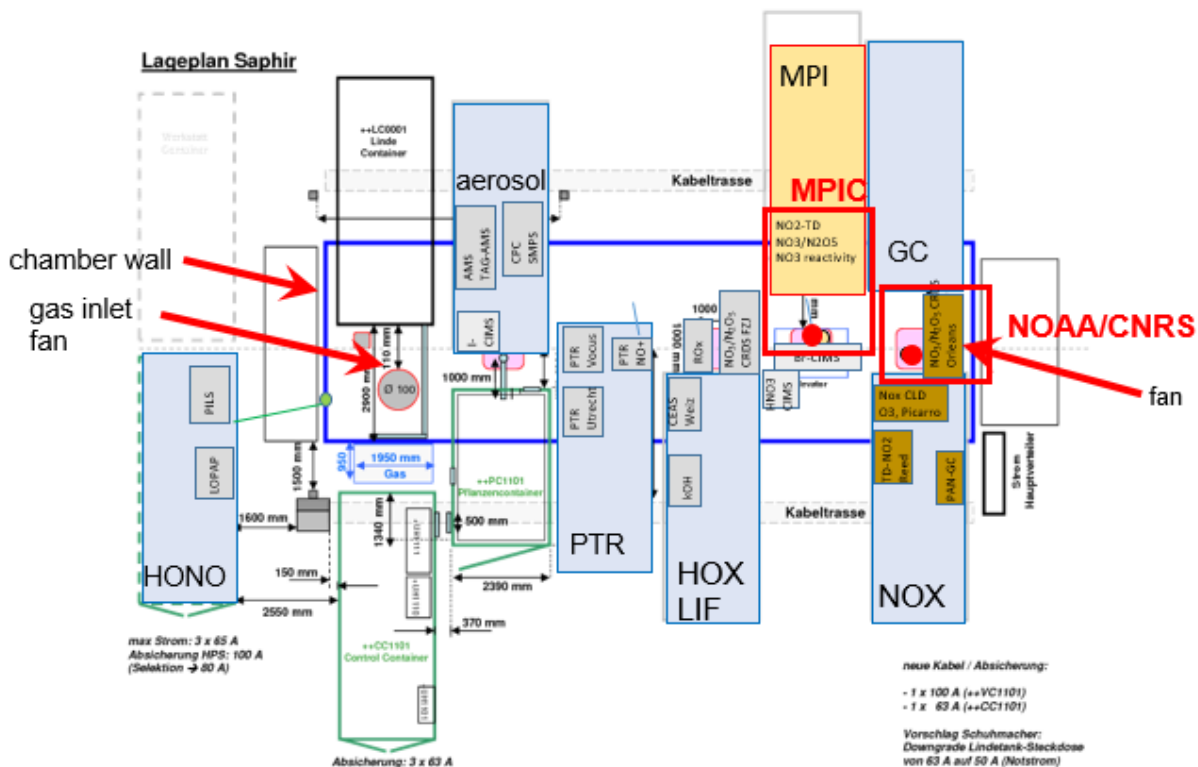 Lageplan Saphir
Werkstatt
Container
++LC0001
Linde
Container
aerosol
AMS
TAG-AMS
CPC
SMPS
I-
CIMS
Kabeltrasse
MPI
MPIC
NO2-TD
NO3/N2O5
NO3 reactivity
GC
chamber wall
gas inlet
fan
510 mm
2900 mm
Ø 100
1000 mm
PTR
Vocus
PTR
NO+
PTR
Utrecht
1000 mm
1000
ROx
NO₃/N₂O₅
CRDS FZJ
mm
Br-CIMS
HNO3
CIMS
NO₃/N₂O₅ CRDS
Orleans
NOAA/CNRS
fan
PILS
LOPAP
HONO
1500 mm
1600 mm
950
1950 mm
Gas
++PC1101
Pflanzencontainer
500 mm
1340 mm
2390 mm
150 mm
2550 mm
370 mm
PTR
CEAS
Weiz
kOH
HOX
LIF
Nox CLD
O3, Picarro
TD-NO2
Reed
PAN-GC
NOX
Strom
Hauptverteiler
Kabeltrasse
++CC1101
Control Container
max Strom: 3 x 65 A
Absicherung HPS: 100 A
(Selektion → 80 A)
Absicherung: 3 x 63 A
neue Kabel / Absicherung:
- 1 x 100 A (++VC1101)
- 1 x 63 A (++CC1101)
Vorschlag Schuhmacher:
Downgrade Lindetank-Steckdose
von 63 A auf 50 A (Notstrom)